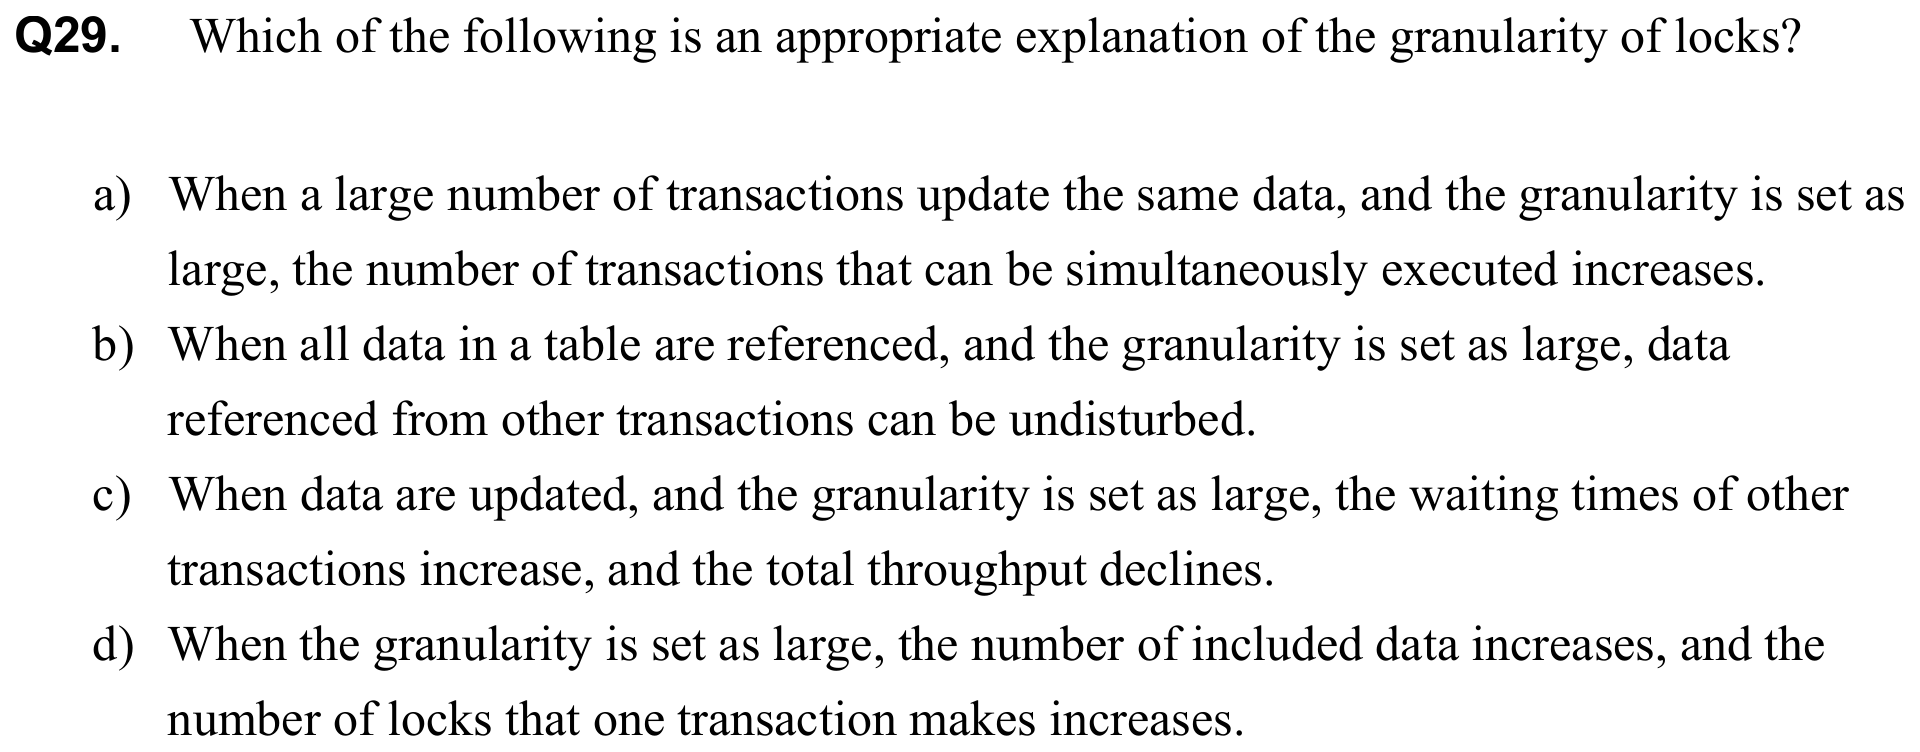 Q29. Which of the following is an appropriate explanation of the granularity of locks?
a) When a large number of transactions update the same data, and the granularity is set as
large, the number of transactions that can be simultaneously executed increases.
b) When all data in a table are referenced, and the granularity is set as large, data
referenced from other transactions can be undisturbed.
c) When data are updated, and the granularity is set as large, the waiting times of other
transactions increase, and the total throughput declines.
d) When the granularity is set as large, the number of included data increases, and the
number of locks that one transaction makes increases.